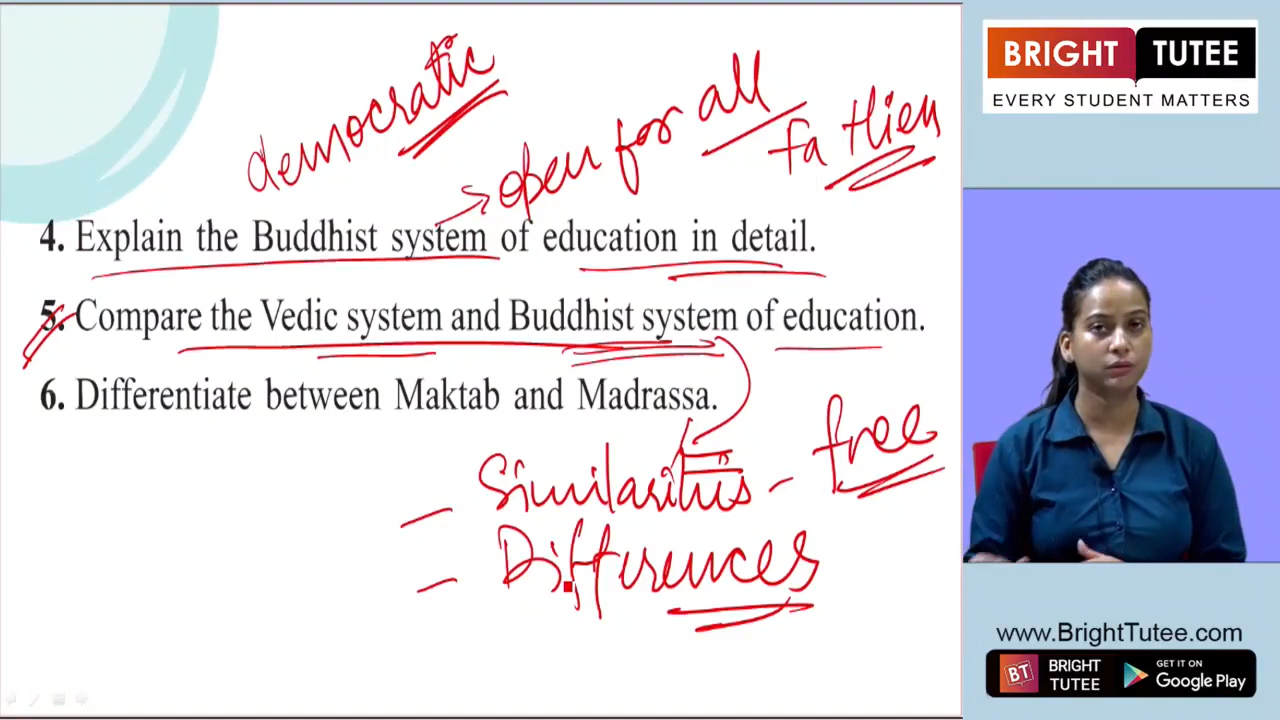 democratic
open for all
fa Hien
4. Explain the Buddhist system of education in detail.
5. Compare the Vedic system and Buddhist system of education.
6. Differentiate between Maktab and Madrassa.
- Similarities - free
- Differences
BRIGHT TUTEE
EVERY STUDENT MATTERS
www.BrightTutee.com
BT
BRIGHT
TUTEE
GET IT ON
Google Play